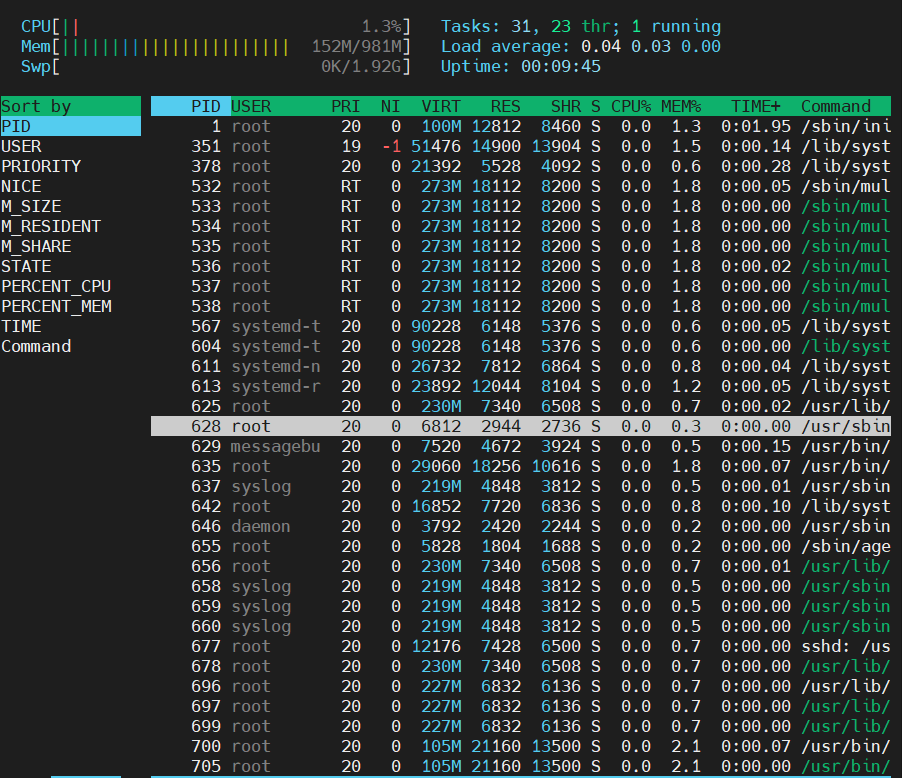 CPU[|| 1.3%] Tasks: 31, 23 thr; 1 running
Mem[||||||||||||||||||||||| 152M/981M] Load average: 0.04 0.03 0.00
Swp[ 0K/1.92G] Uptime: 00:09:45
Sort by PID USER PRI NI VIRT RES SHR S CPU% MEM% TIME+ Command
PID 1 root 20 0 100M 12812 8460 S 0.0 1.3 0:01.95 /sbin/ini
USER 351 root 19 -1 51476 14900 13904 S 0.0 1.5 0:00.14 /lib/syst
PRIORITY 378 root 20 0 21392 5528 4092 S 0.0 0.6 0:00.28 /lib/syst
NICE 532 root RT 0 273M 18112 8200 S 0.0 1.8 0:00.05 /sbin/mul
M_SIZE 533 root RT 0 273M 18112 8200 S 0.0 1.8 0:00.00 /sbin/mul
M_RESIDENT 534 root RT 0 273M 18112 8200 S 0.0 1.8 0:00.00 /sbin/mul
M_SHARE 535 root RT 0 273M 18112 8200 S 0.0 1.8 0:00.00 /sbin/mul
STATE 536 root RT 0 273M 18112 8200 S 0.0 1.8 0:00.02 /sbin/mul
PERCENT_CPU 537 root RT 0 273M 18112 8200 S 0.0 1.8 0:00.00 /sbin/mul
PERCENT_MEM 538 root RT 0 273M 18112 8200 S 0.0 1.8 0:00.00 /sbin/mul
TIME 567 systemd-t 20 0 90228 6148 5376 S 0.0 0.6 0:00.05 /lib/syst
Command 604 systemd-t 20 0 90228 6148 5376 S 0.0 0.6 0:00.00 /lib/syst
611 systemd-n 20 0 26732 7812 6864 S 0.0 0.8 0:00.04 /lib/syst
613 systemd-r 20 0 23892 12044 8104 S 0.0 1.2 0:00.05 /lib/syst
625 root 20 0 230M 7340 6508 S 0.0 0.7 0:00.02 /usr/lib/
628 root 20 0 6812 2944 2736 S 0.0 0.3 0:00.00 /usr/sbin
629 messagebu 20 0 7520 4672 3924 S 0.0 0.5 0:00.15 /usr/bin/
635 root 20 0 29060 18256 10616 S 0.0 1.8 0:00.07 /usr/bin/
637 syslog 20 0 219M 4848 3812 S 0.0 0.5 0:00.01 /usr/sbin
642 root 20 0 16852 7720 6836 S 0.0 0.8 0:00.10 /lib/syst
646 daemon 20 0 3792 2420 2244 S 0.0 0.2 0:00.00 /usr/sbin
655 root 20 0 5828 1804 1688 S 0.0 0.2 0:00.00 /sbin/age
656 root 20 0 230M 7340 6508 S 0.0 0.7 0:00.01 /usr/lib/
658 syslog 20 0 219M 4848 3812 S 0.0 0.5 0:00.00 /usr/sbin
659 syslog 20 0 219M 4848 3812 S 0.0 0.5 0:00.00 /usr/sbin
660 syslog 20 0 219M 4848 3812 S 0.0 0.5 0:00.00 /usr/sbin
677 root 20 0 12176 7428 6500 S 0.0 0.7 0:00.00 sshd: /us
678 root 20 0 230M 7340 6508 S 0.0 0.7 0:00.00 /usr/lib/
696 root 20 0 227M 6832 6136 S 0.0 0.7 0:00.00 /usr/lib/
697 root 20 0 227M 6832 6136 S 0.0 0.7 0:00.00 /usr/lib/
699 root 20 0 227M 6832 6136 S 0.0 0.7 0:00.00 /usr/lib/
700 root 20 0 105M 21160 13500 S 0.0 2.1 0:00.07 /usr/bin/
705 root 20 0 105M 21160 13500 S 0.0 2.1 0:00.00 /usr/bin/